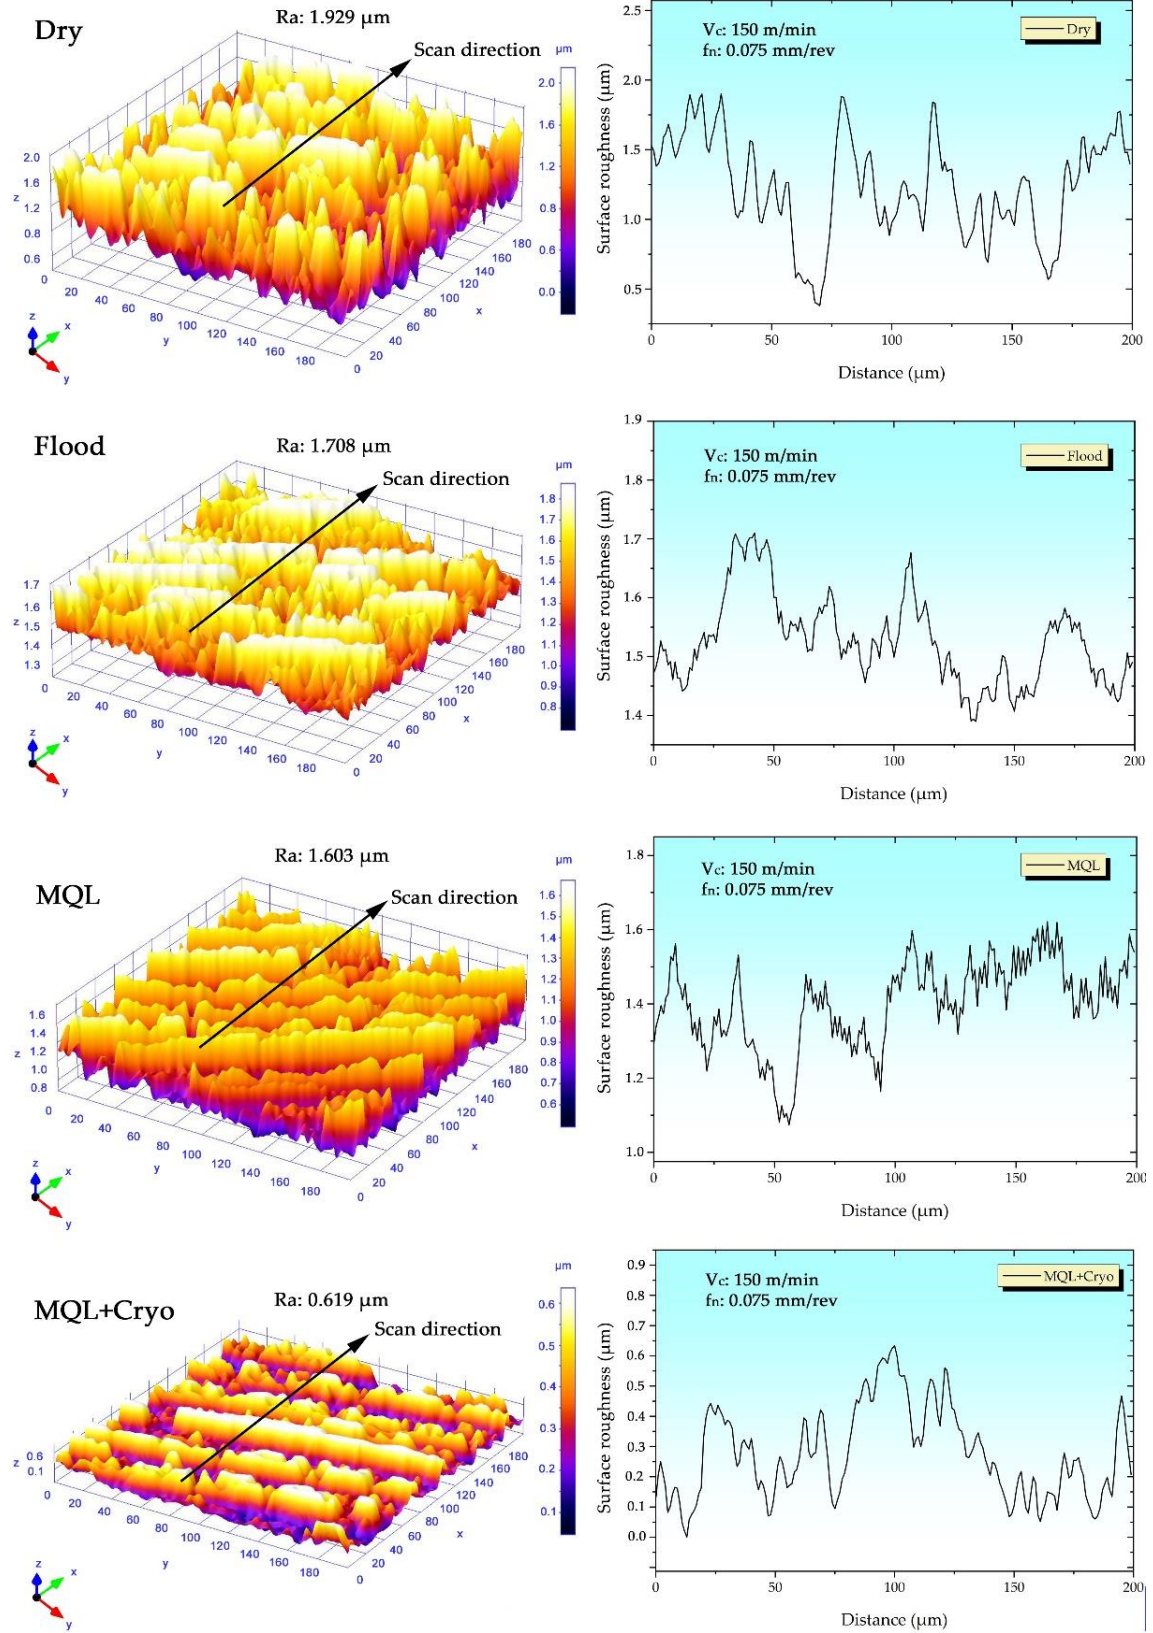 Dry
Ra: 1.929 µm
Scan direction
µm
2.0
1.6
1.2
0.8
0.6
0.0
2.0
1.6
1.2
0.8
0.6
z
0
20
40
60
80
100
120
140
160
180
y
0
20
40
60
80
100
120
140
160
180
x
z
x
y
Vc: 150 m/min
fn: 0.075 mm/rev
Dry
Surface roughness (µm)
2.5
2.0
1.5
1.0
0.5
0
50
100
150
200
Distance (µm)
Flood
Ra: 1.708 µm
Scan direction
µm
1.8
1.7
1.6
1.5
1.4
1.3
1.2
1.1
1.0
0.9
0.8
1.7
1.6
1.5
1.4
1.3
z
0
20
40
60
80
100
120
140
160
180
y
0
20
40
60
80
100
120
140
160
180
x
z
x
y
Vc: 150 m/min
fn: 0.075 mm/rev
Flood
Surface roughness (µm)
1.9
1.8
1.7
1.6
1.5
1.4
0
50
100
150
200
Distance (µm)
MQL
Ra: 1.603 µm
Scan direction
µm
1.6
1.5
1.4
1.3
1.2
1.1
1.0
0.9
0.8
0.7
0.6
1.6
1.4
1.2
1.0
0.8
z
0
20
40
60
80
100
120
140
160
180
y
0
20
40
60
80
100
120
140
160
180
x
z
x
y
Vc: 150 m/min
fn: 0.075 mm/rev
MQL
Surface roughness (µm)
1.8
1.6
1.4
1.2
1.0
0
50
100
150
200
Distance (µm)
MQL+Cryo
Ra: 0.619 µm
Scan direction
µm
0.6
0.5
0.4
0.3
0.2
0.1
0.6
0.1
z
0
20
40
60
80
100
120
140
160
180
y
0
20
40
60
80
100
120
140
160
180
x
z
x
y
Vc: 150 m/min
fn: 0.075 mm/rev
MQL+Cryo
Surface roughness (µm)
0.9
0.8
0.7
0.6
0.5
0.4
0.3
0.2
0.1
0.0
0
50
100
150
200
Distance (µm)